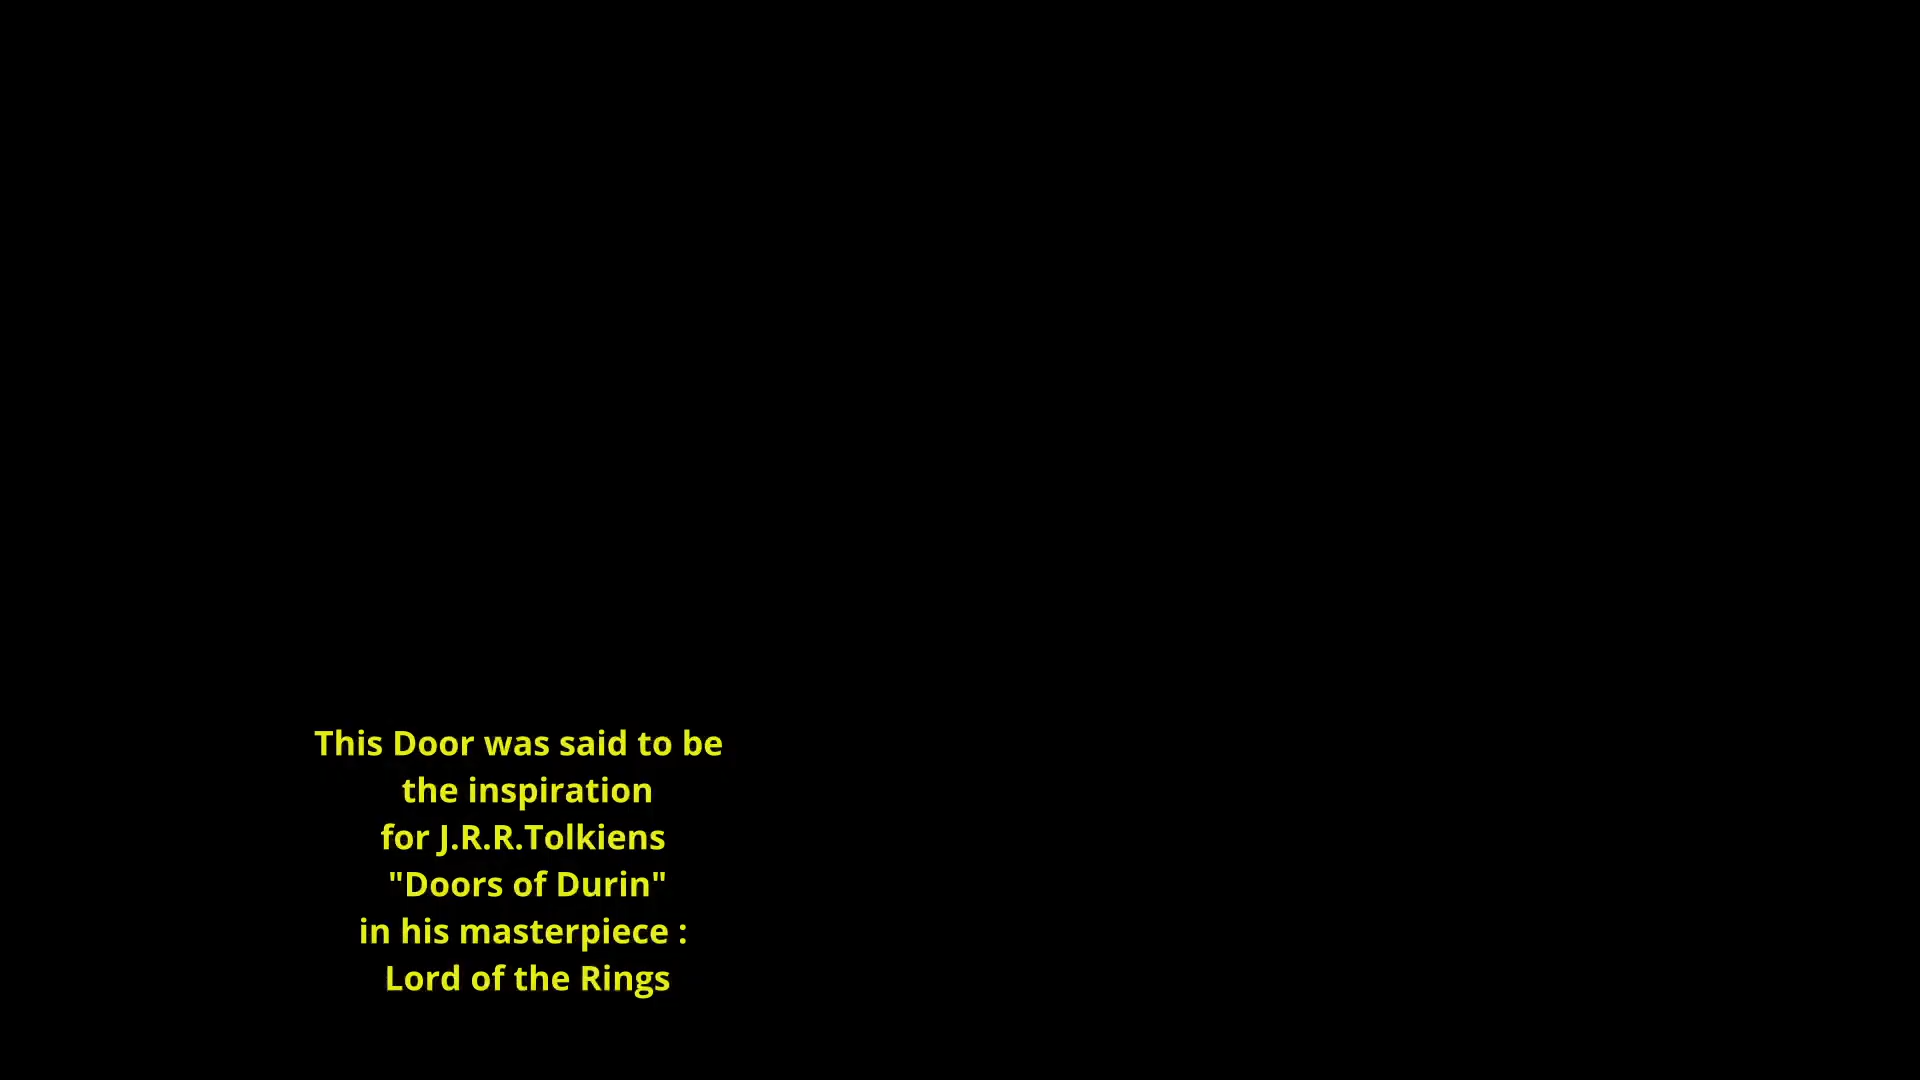 This Door was said to be
the inspiration
for J.R.R.Tolkiens
"Doors of Durin"
in his masterpiece :
Lord of the Rings